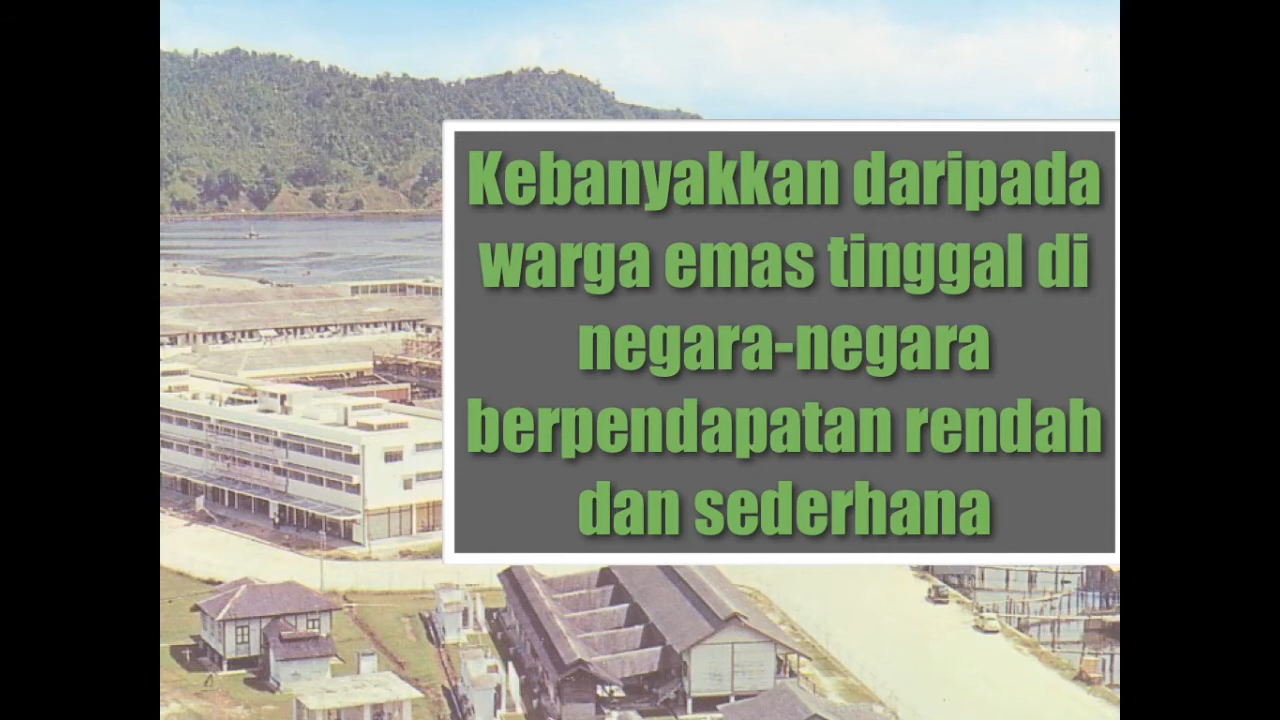 Kebanyakkan daripada
warga emas tinggal di
negara-negara
berpendapatan rendah
dan sederhana